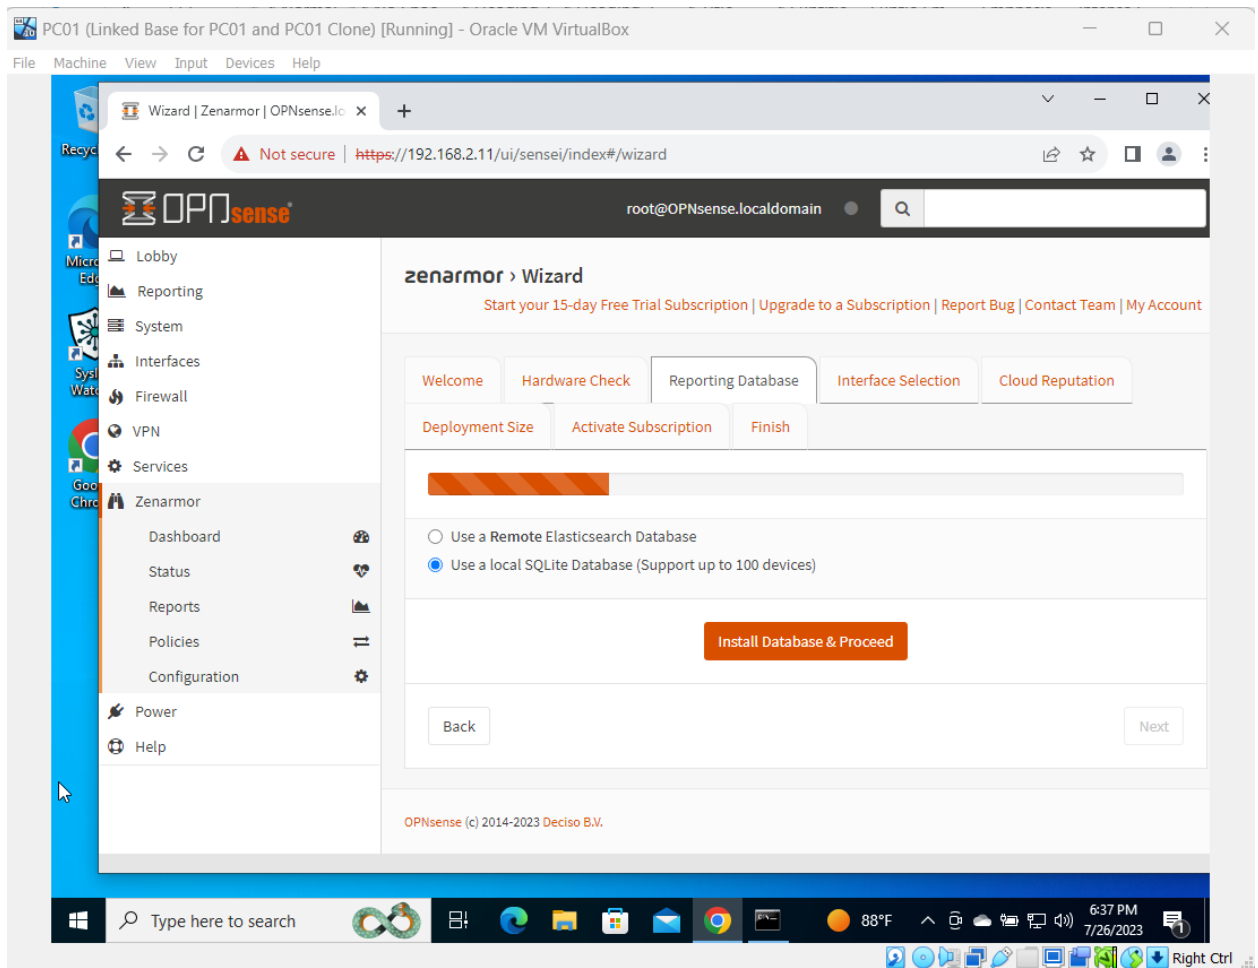 PC01 (Linked Base for PC01 and PC01 Clone) [Running] - Oracle VM VirtualBox
File Machine View Input Devices Help
Wizard | Zenarmor | OPNsense.lo
Not secure | https://192.168.2.11/ui/sensei/index#/wizard
OPNsense
root@OPNsense.localdomain
Lobby
Reporting
System
Interfaces
Firewall
VPN
Services
Zenarmor
Dashboard
Status
Reports
Policies
Configuration
Power
Help
zenarmor › Wizard
Start your 15-day Free Trial Subscription | Upgrade to a Subscription | Report Bug | Contact Team | My Account
Welcome Hardware Check Reporting Database Interface Selection Cloud Reputation
Deployment Size Activate Subscription Finish
Use a Remote Elasticsearch Database
Use a local SQLite Database (Support up to 100 devices)
Install Database & Proceed
Back Next
OPNsense (c) 2014-2023 Deciso B.V.
Type here to search
88°F
6:37 PM
7/26/2023
1
Right Ctrl